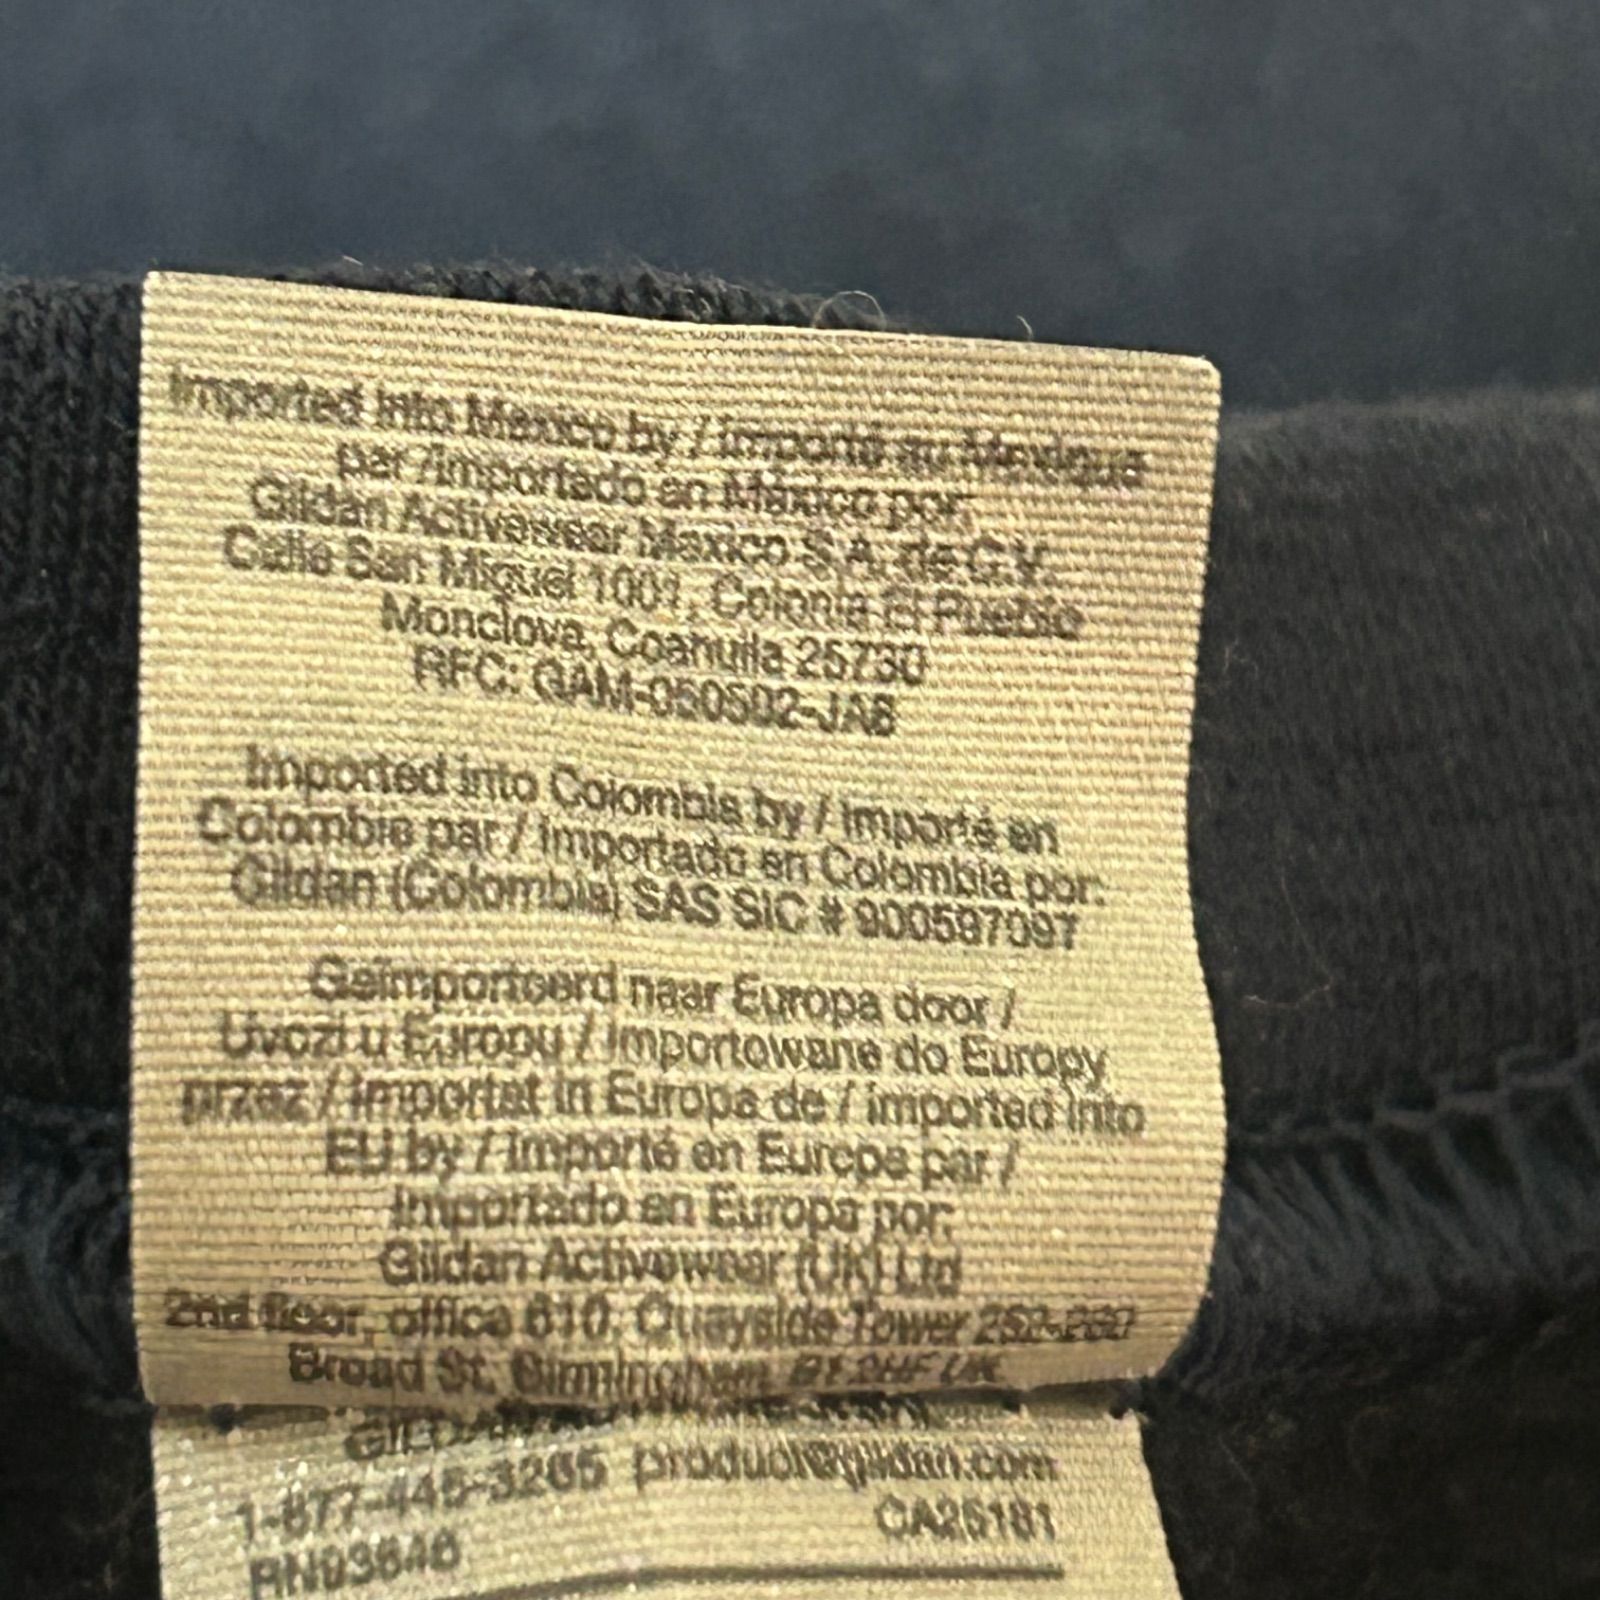 Imported into Mexico by / importé au Mexique
par /importado en México por:
Gildan Activewear Mexico S.A. de C.V.
Calle San Miguel 1001, Colonia El Pueblo
Monclova, Coahuila 25730
RFC: GAM-050502-JA6
Imported into Colombia by / importé en
Colombie par / importado en Colombia por:
Gildan (Colombia) SAS SIC # 900597097
Geïmporteerd naar Europa door /
Uvozi u Europu / Importowane do Europy
przez / importat in Europa de / imported into
EU by / importé en Europe par /
Importado en Europa por:
Gildan Activewear (UK) Ltd
2nd floor, office 610, Quayside Tower 252-260
Broad St, Birmingham, B1 2HF UK
1-877-445-3265 product@gildan.com
CA26181
RN93846